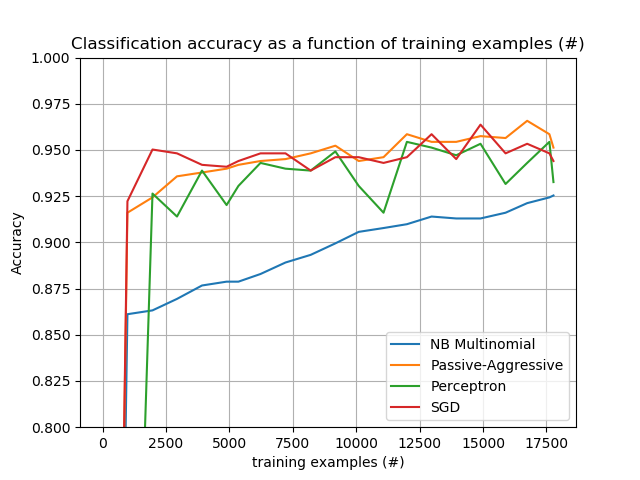 Classification accuracy as a function of training examples (#)
1.000
0.975
0.950
0.925
0.900
0.875
0.850
0.825
0.800
Accuracy
NB Multinomial
Passive-Aggressive
Perceptron
SGD
0 2500 5000 7500 10000 12500 15000 17500
training examples (#)